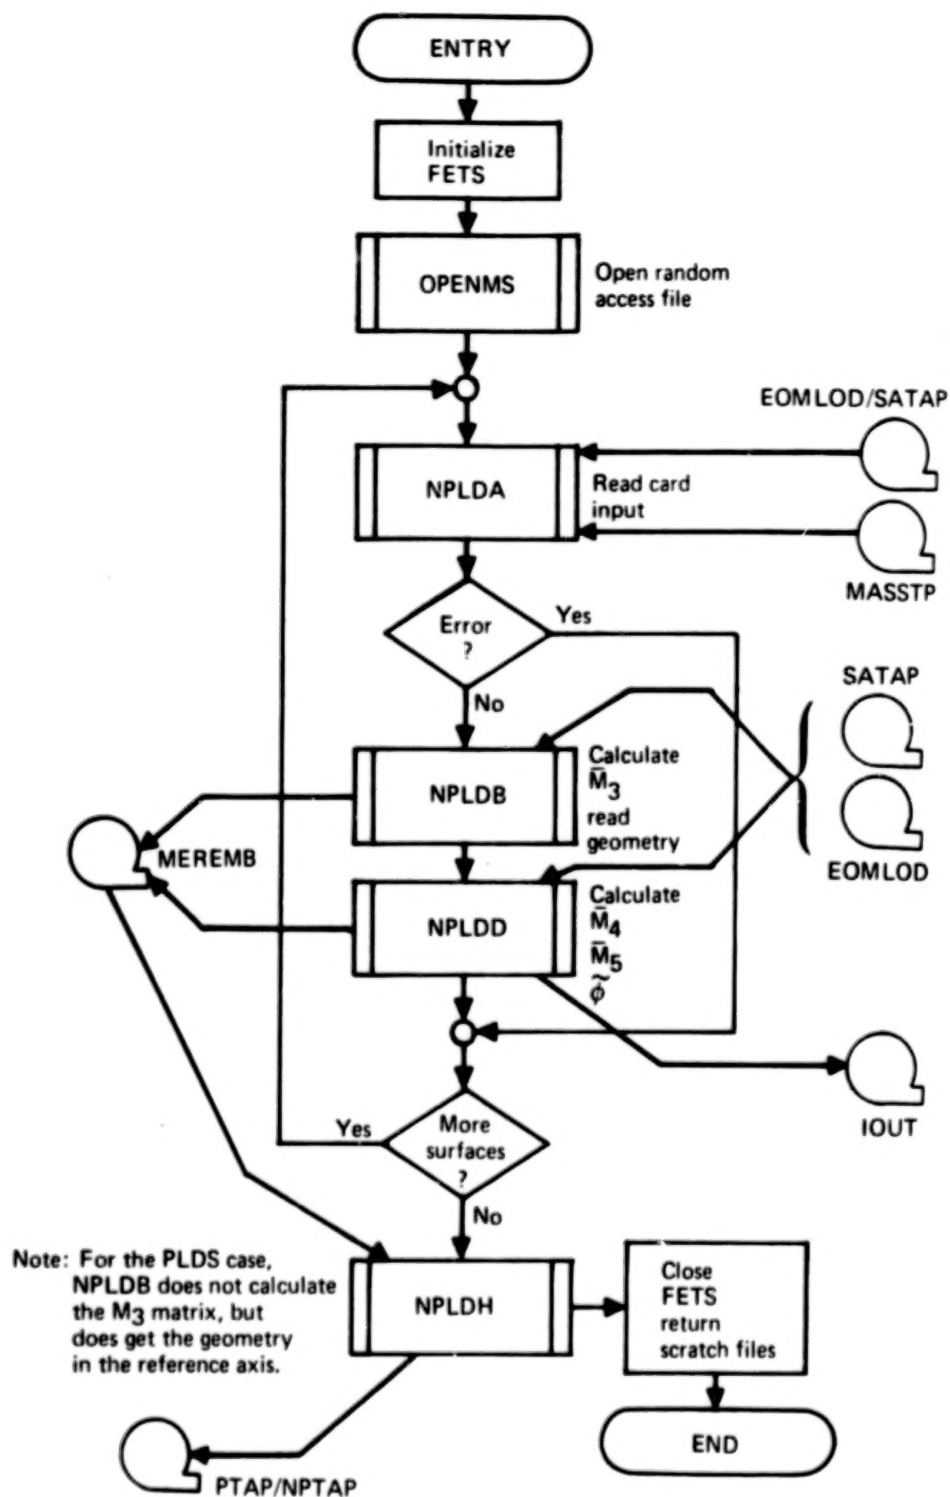 ENTRY
Initialize
FETS
OPENMS
Open random
access file
EOMLOD/SATAP
NPLDA
Read card
input
MASSTP
Error
?
Yes
No
SATAP
NPLDB
Calculate
M̄3
read
geometry
EOMLOD
MEREMB
NPLDD
Calculate
M̄4
M̄5
φ̃
IOUT
More
surfaces
?
Yes
No
Note: For the PLDS case,
NPLDB does not calculate
the M3 matrix, but
does get the geometry
in the reference axis.
NPLDH
Close
FETS
return
scratch files
END
PTAP/NPTAP